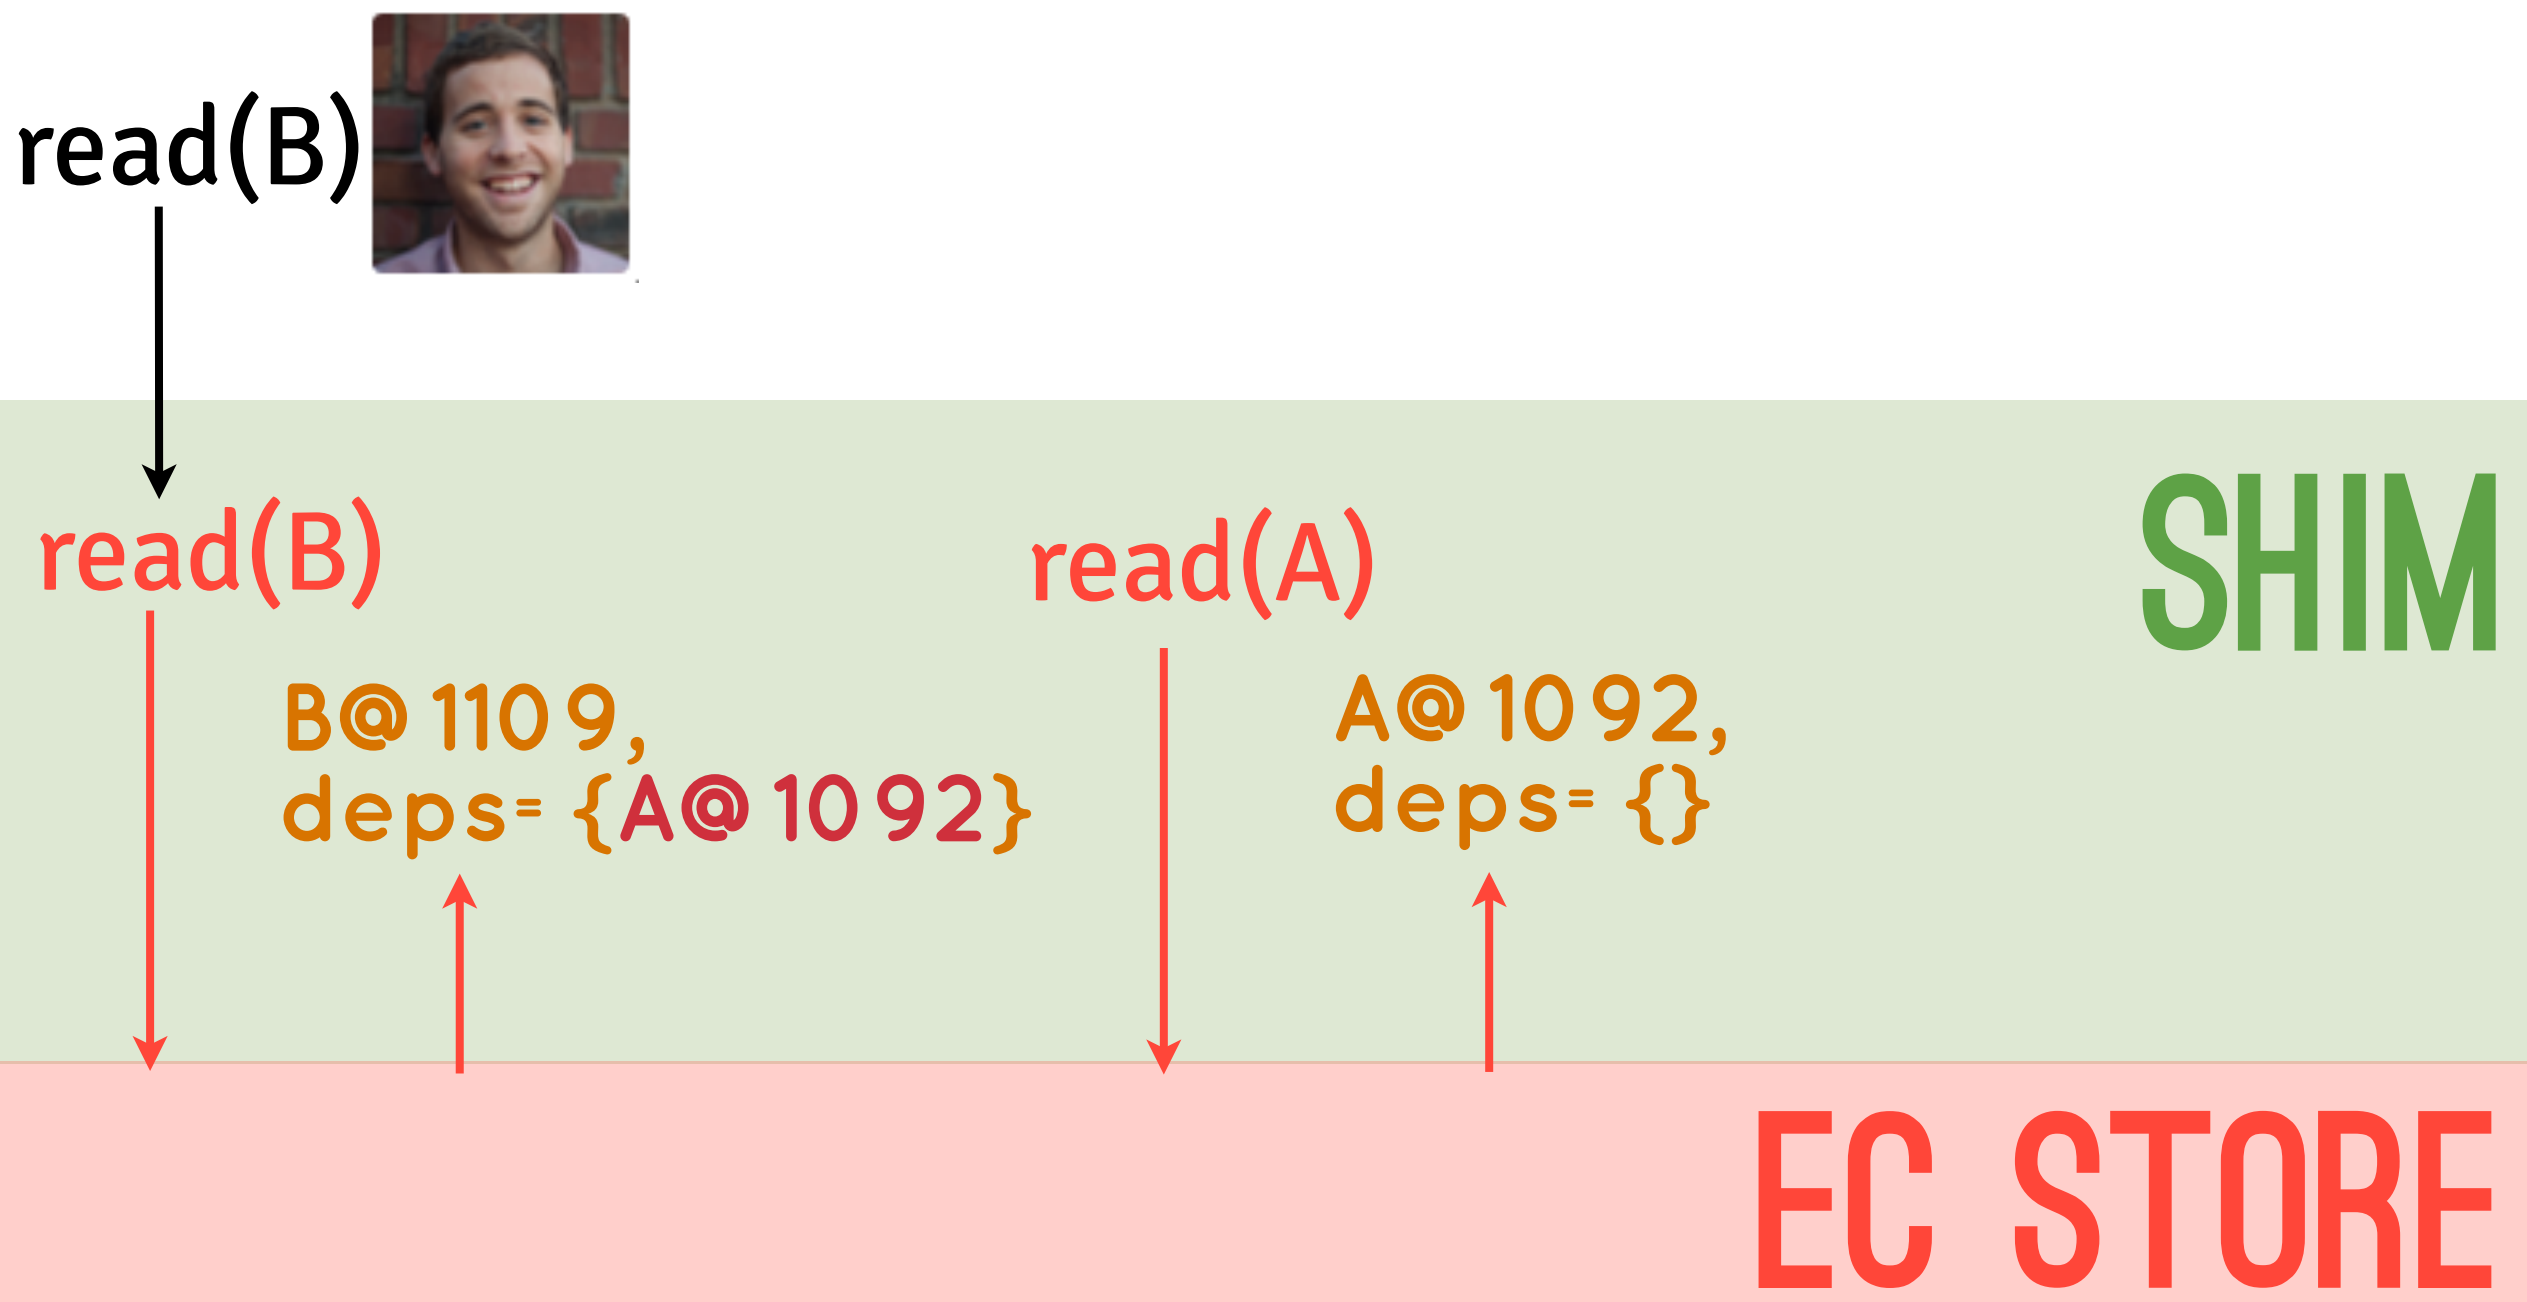 read(B)
SHIM
read(B)
read(A)
B@1109,
deps={A@1092}
A@1092,
deps={}
EC STORE